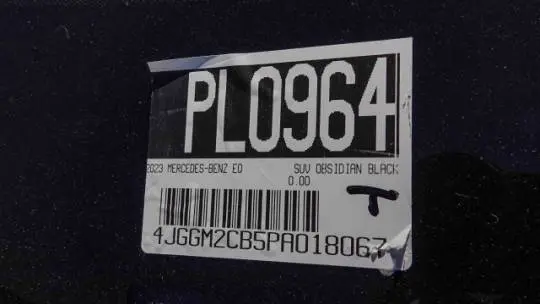 PL0964
2023 MERCEDES-BENZ EQ SUV OBSIDIAN BLACK
0.00
T
4JGGM2CB5PA018067